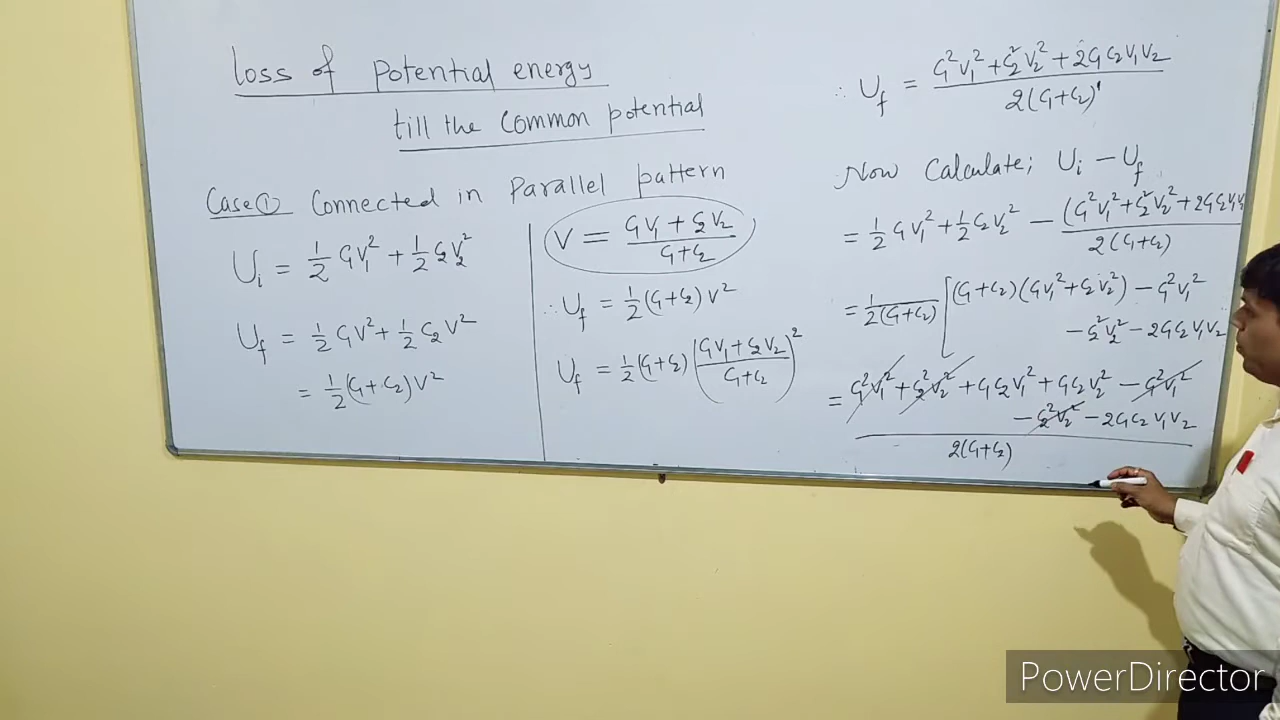 Loss of Potential energy
till the common potential
Case ① Connected in Parallel pattern
U_i = 1/2 C₁V₁² + 1/2 C₂V₂²
U_f = 1/2 C₁V² + 1/2 C₂V²
= 1/2 (C₁+C₂)V²
V = (C₁V₁ + C₂V₂)/(C₁+C₂)
∴ U_f = 1/2 (C₁+C₂) V²
U_f = 1/2 (C₁+C₂) ((C₁V₁ + C₂V₂)/(C₁+C₂))²
∴ U_f = (C₁²V₁² + C₂²V₂² + 2C₁C₂V₁V₂)/(2(C₁+C₂))
Now Calculate; U_i − U_f
= 1/2 C₁V₁² + 1/2 C₂V₂² − (C₁²V₁² + C₂²V₂² + 2C₁C₂V₁V₂/(2(C₁+C₂))
= 1/(2(C₁+C₂)) [(C₁+C₂)(C₁V₁² + C₂V₂²) − C₁²V₁²
− C₂²V₂² − 2C₁C₂V₁V₂
= C₁²V₁² + C₂²V₂² + C₁C₂V₁² + C₁C₂V₂² − C₁²V₁²
− C₂²V₂² − 2C₁C₂V₁V₂
2(C₁+C₂)
PowerDirector